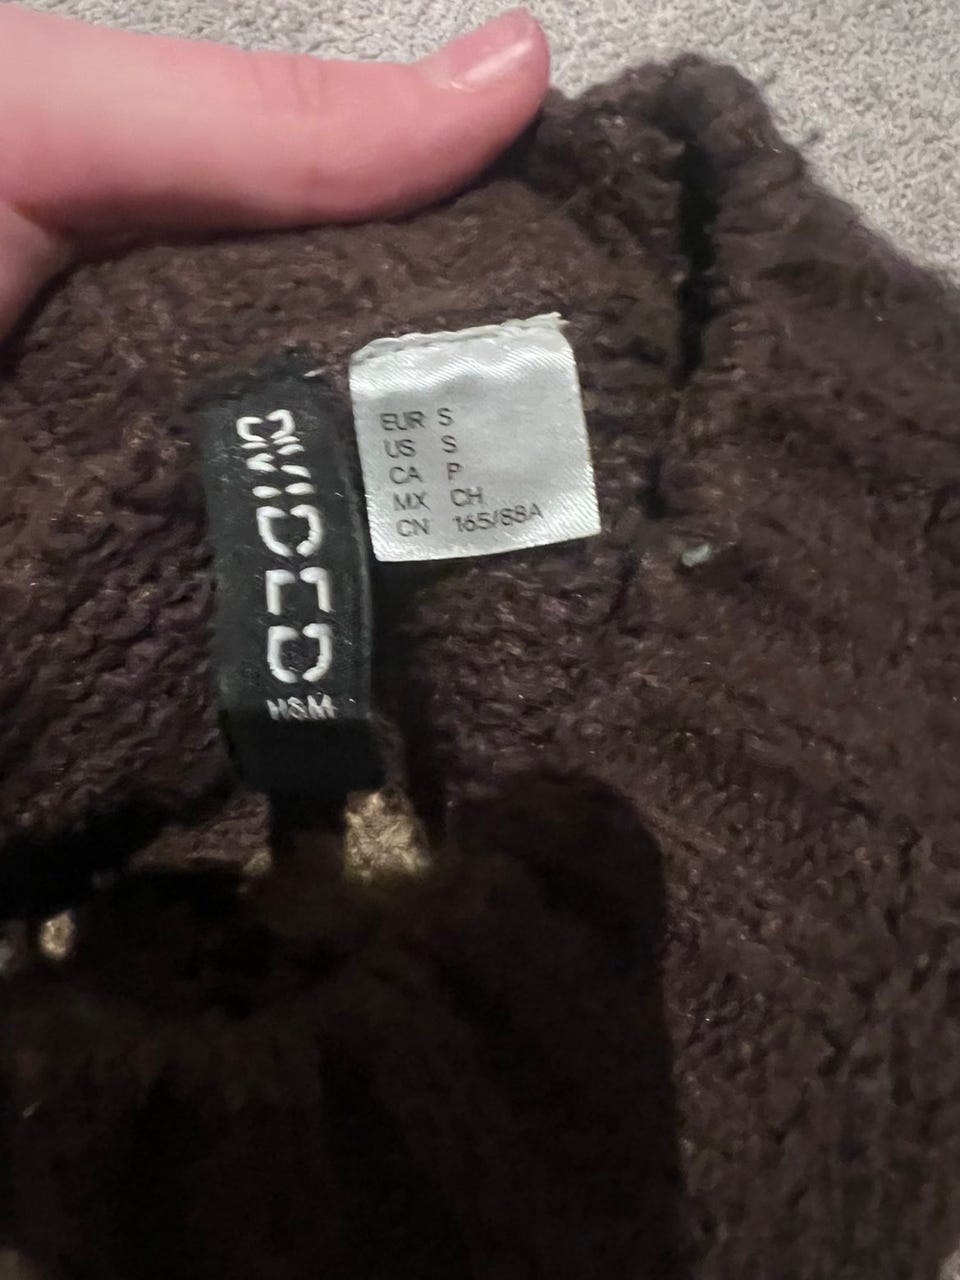 DIVIDED
H&M
EUR S
US S
CA P
MX CH
CN 165/88A